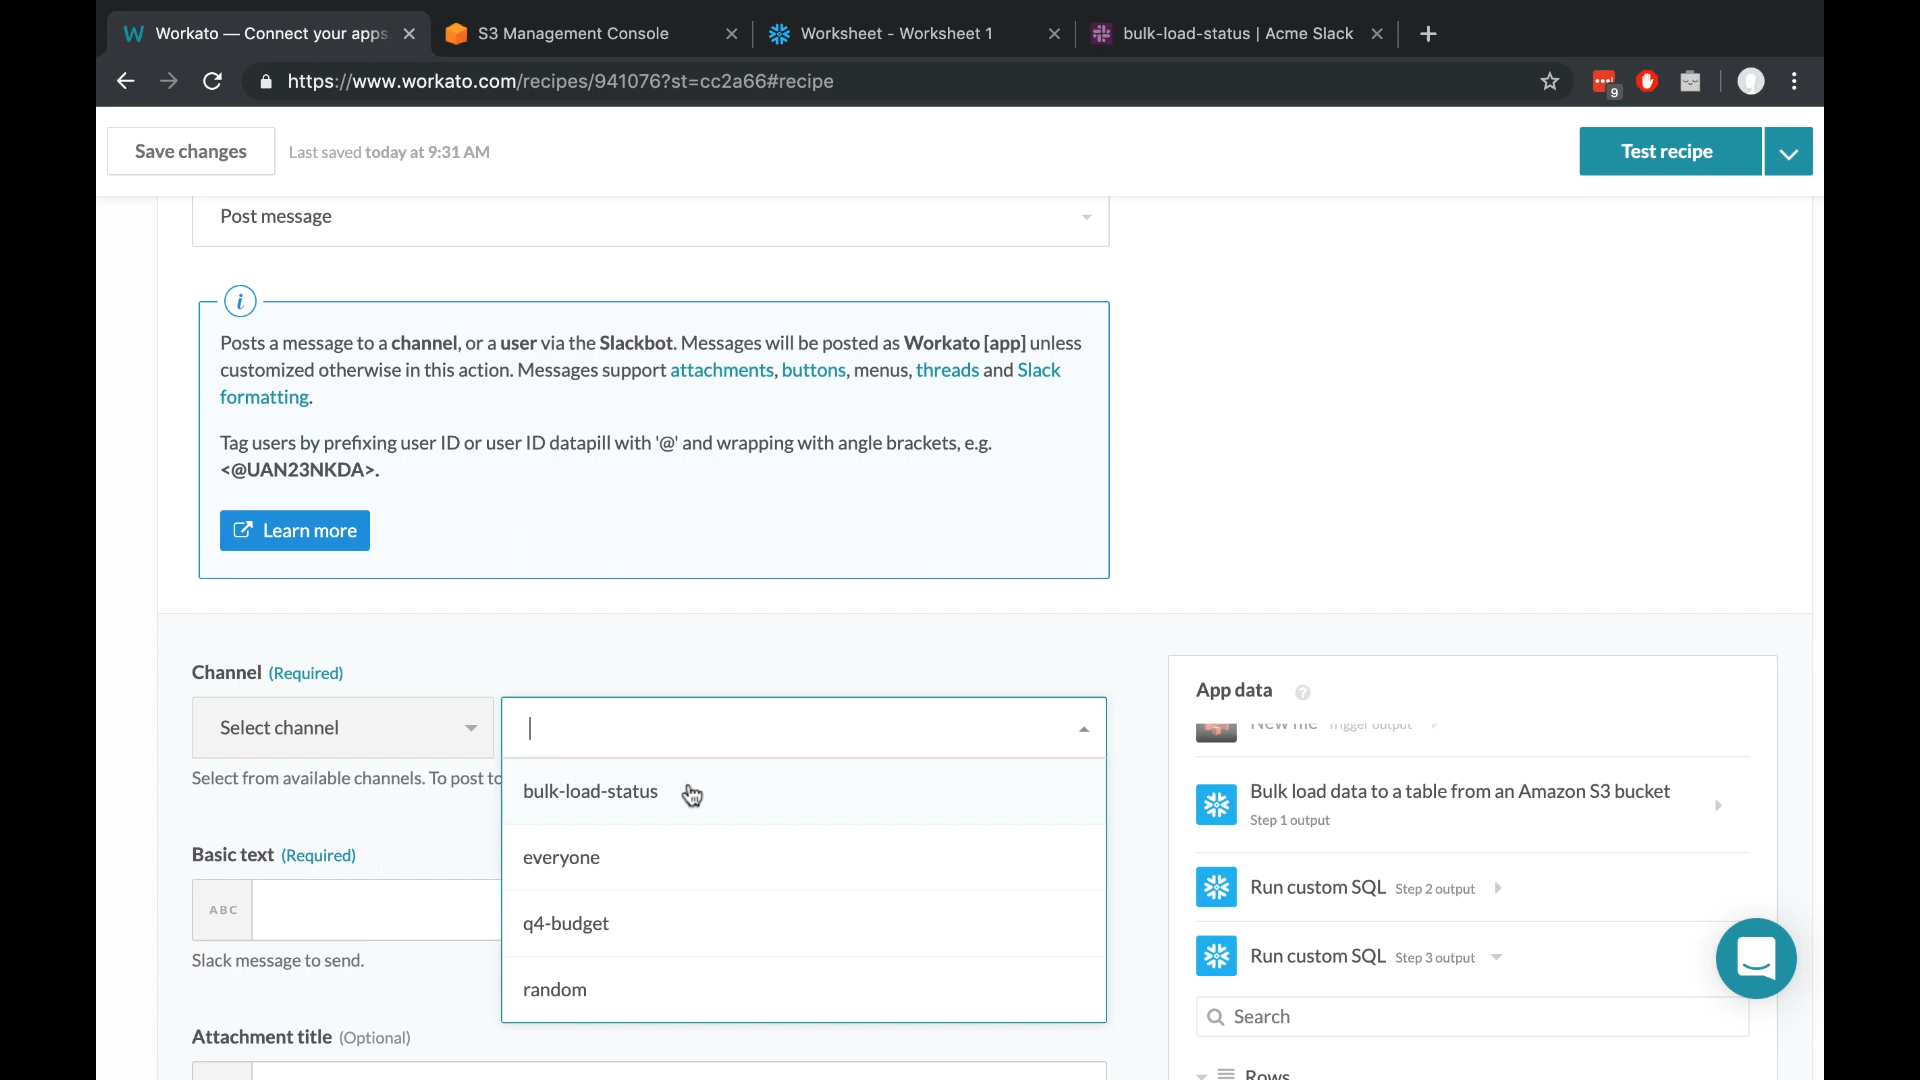 Workato — Connect your apps
S3 Management Console
Worksheet - Worksheet 1
bulk-load-status | Acme Slack
https://www.workato.com/recipes/941076?st=cc2a66#recipe
9
Save changes
Last saved today at 9:31 AM
Test recipe
Post message
i
Posts a message to a channel, or a user via the Slackbot. Messages will be posted as Workato [app] unless
customized otherwise in this action. Messages support attachments, buttons, menus, threads and Slack
formatting.
Tag users by prefixing user ID or user ID datapill with '@' and wrapping with angle brackets, e.g.
<@UAN23NKDA>.
Learn more
Channel (Required)
Select channel
Select from available channels. To post to
bulk-load-status
everyone
q4-budget
random
Basic text (Required)
ABC
Slack message to send.
Attachment title (Optional)
App data ?
New file Trigger output
Bulk load data to a table from an Amazon S3 bucket
Step 1 output
Run custom SQL Step 2 output
Run custom SQL Step 3 output
Search
Rows